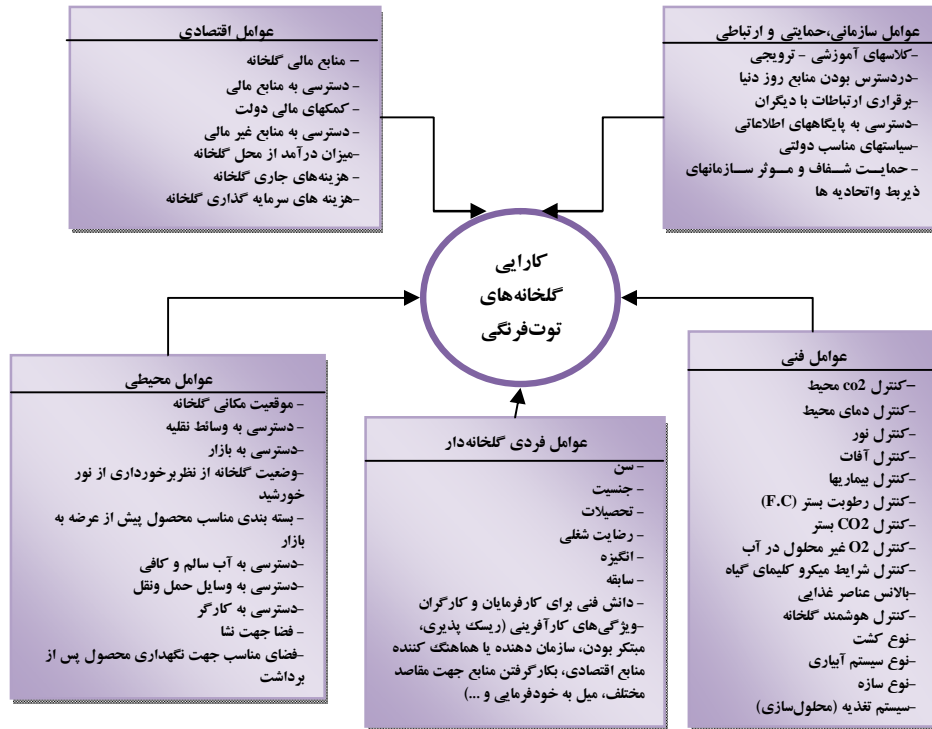 عوامل سازمانی،حمایتی و ارتباطی
-کلاسهای آموزشی - ترویجی
-دردسترس بودن منابع روز دنیا
-برقراری ارتباطات با دیگران
-دسترسی به پایگاههای اطلاعاتی
-سیاستهای مناسب دولتی
- حمایت شفاف و موثر سازمانهای
ذیربط واتحادیه ها
عوامل اقتصادی
- منابع مالی گلخانه
- دسترسی به منابع مالی
- کمکهای مالی دولت
- دسترسی به منابع غیر مالی
-میزان درآمد از محل گلخانه
- هزینه‌های جاری گلخانه
-هزینه های سرمایه گذاری گلخانه
کارایی
گلخانه‌های
توت‌فرنگی
عوامل فنی
-کنترل co2 محیط
-کنترل دمای محیط
-کنترل نور
-کنترل آفات
-کنترل بیماریها
-کنترل رطوبت بستر (F.C)
-کنترل CO2 بستر
-کنترل O2 غیر محلول در آب
-کنترل شرایط میکرو کلیمای گیاه
-بالانس عناصر غذایی
-کنترل هوشمند گلخانه
-نوع کشت
-نوع سیستم آبیاری
-نوع سازه
-سیستم تغذیه (محلول‌سازی)
عوامل فردی گلخانه‌دار
- سن
- جنسیت
- تحصیلات
- رضایت شغلی
- انگیزه
- سابقه
- دانش فنی برای کارفرمایان و کارگران
-ویژگی‌های کارآفرینی (ریسک پذیری،
مبتکر بودن، سازمان دهنده یا هماهنگ کننده
منابع اقتصادی، بکارگرفتن منابع جهت مقاصد
مختلف، میل به خودفرمایی و ...)
عوامل محیطی
- موقعیت مکانی گلخانه
- دسترسی به وسائط نقلیه
-دسترسی به بازار
-وضعیت گلخانه از نظربرخورداری از نور
خورشید
- بسته بندی مناسب محصول پیش از عرضه به
بازار
-دسترسی به آب سالم و کافی
-دسترسی به وسایل حمل ونقل
-دسترسی به کارگر
- فضا جهت نشا
-فضای مناسب جهت نگهداری محصول پس از
برداشت